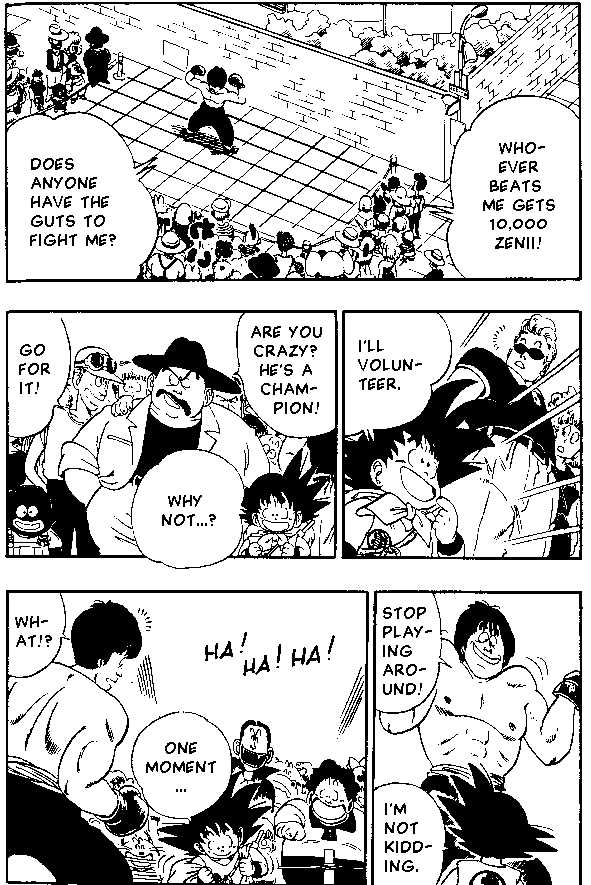 DOES
ANYONE
HAVE THE
GUTS TO
FIGHT ME?
WHO-
EVER
BEATS
ME GETS
10,000
ZENII!
GO
FOR
IT!
ARE YOU
CRAZY?
HE'S A
CHAM-
PION!
WHY
NOT...?
I'LL
VOLUN-
TEER.
WH-
AT!?
HA!
HA! HA!
ONE
MOMENT
...
STOP
PLAY-
ING
ARO-
UND!
I'M
NOT
KIDD-
ING.